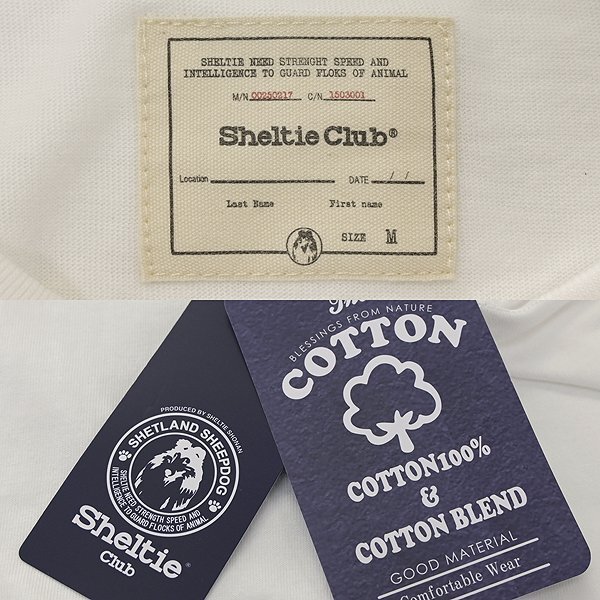 SHELTIE NEED STRENGHT SPEED AND
INTELLIGENCE TO GUARD FLOKS OF ANIMAL
M/N 00250217 C/N 1503001
Sheltie Club®
Location DATE / /
Last Name First name
SIZE M
PRODUCED BY SHELTIE SHONAN
SHETLAND SHEEPDOG
SHELTIE NEED STRENGTH SPEED AND
INTELLIGENCE TO GUARD FLOCKS OF ANIMAL
Sheltie®
Club
BLESSINGS FROM NATURE
COTTON
COTTON100%
&
COTTON BLEND
GOOD MATERIAL
Comfortable Wear